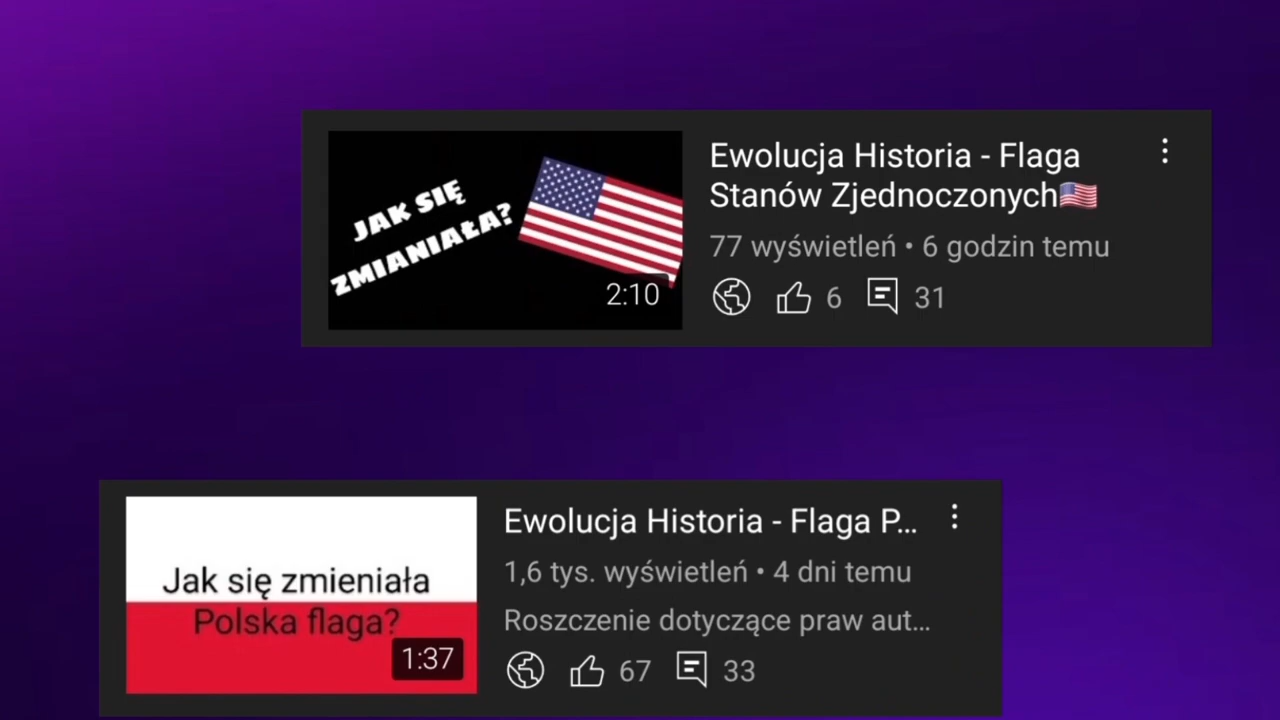 JAK SIĘ
ZMIANIAŁA?
2:10
Ewolucja Historia - Flaga
Stanów Zjednoczonych🇺🇸
77 wyświetleń • 6 godzin temu
6 31
Jak się zmieniała
Polska flaga?
1:37
Ewolucja Historia - Flaga P...
1,6 tys. wyświetleń • 4 dni temu
Roszczenie dotyczące praw aut...
67 33